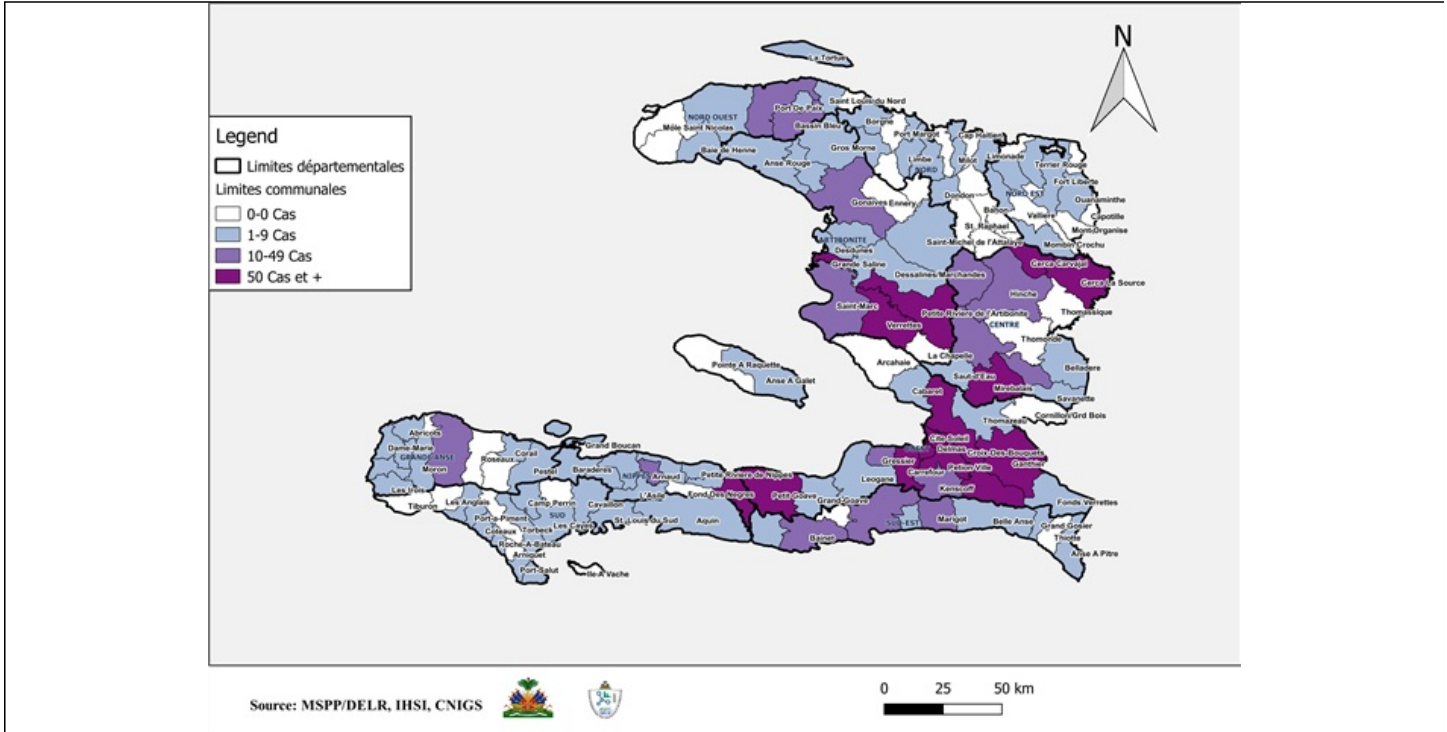 N
Legend
Limites départementales
Limites communales
0-0 Cas
1-9 Cas
10-49 Cas
50 Cas et +
La Tortue
Saint Louis du Nord
Port De Paix
NORD OUEST
Môle Saint Nicolas
Bassin Bleu
Borgne
Port Margot
Cap Haïtien
Baie de Henne
Gros Morne
Anse Rouge
Limbe
NORD
Milot
Limonade
Terrier Rouge
Fort Liberte
NORD EST
Ouanaminthe
Gonaives
Ennery
Dondon
Bahon
Valliere
Capotille
St. Raphael
Mont-Organise
ARTIBONITE
Saint-Michel de l'Attalaye
Mombin Crochu
Desdunes
Grande Saline
Cerca Carvajal
Dessalines/Marchandes
Cerca La Source
Hinche
Saint-Marc
Petite Rivière de l'Artibonite
Thomassique
Verrettes
CENTRE
Thomonde
La Chapelle
Arcahaie
Pointe A Raquette
Belladere
Saut-d'Eau
Anse A Galet
Mirebalais
Cabaret
Savanette
Cornillon/Grd Bois
Thomazeau
Abricots
Grand Boucan
Cite Soleil
Dame-Marie
Corail
Delmas
Croix-Des-Bouquets
GRANDE ANSE
Roseaux
Gressier
Petion-Ville
Ganthier
Moron
Pestel
Baraderes
NIPPES
Arnaud
Petite Riviere de Nippes
Carrefour
Leogane
Kenscoff
Les Irois
L'Asile
Fond-Des-Negres
Petit-Goave
Grand-Goave
Fonds Verrettes
Tiburon
Les Anglais
Camp Perrin
Cavaillon
Port-à-Piment
SUD
St. Louis du Sud
Aquin
SUD-EST
Marigot
Belle Anse
Grand Gosier
Coteaux
Torbeck
Les Cayes
Bainet
Thiotte
Roche-A-Bateau
Arniquet
Anse A Pitre
Port-Salut
Ile-A Vache
Source: MSPP/DELR, IHSI, CNIGS
0 25 50 km